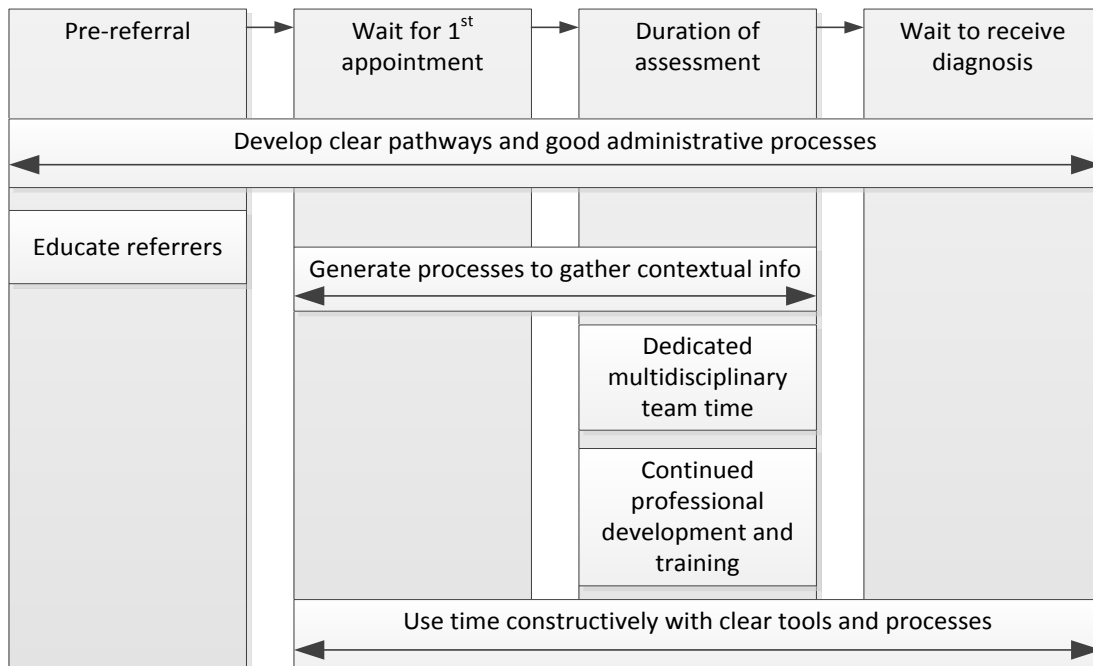 Pre-referral
Wait for 1st
appointment
Duration of
assessment
Wait to receive
diagnosis
Develop clear pathways and good administrative processes
Educate referrers
Generate processes to gather contextual info
Dedicated
multidisciplinary
team time
Continued
professional
development and
training
Use time constructively with clear tools and processes